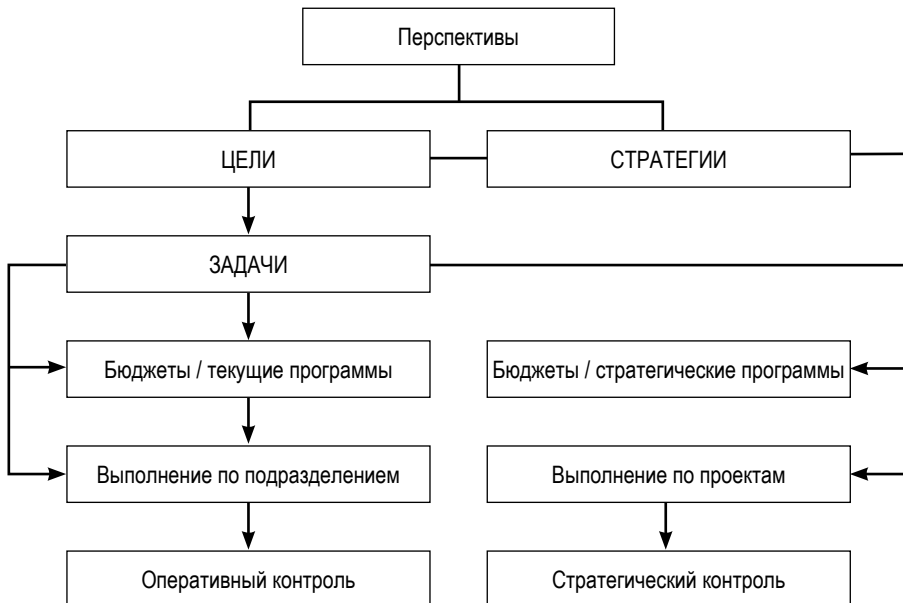 Перспективы
ЦЕЛИ
СТРАТЕГИИ
ЗАДАЧИ
Бюджеты / текущие программы
Бюджеты / стратегические программы
Выполнение по подразделением
Выполнение по проектам
Оперативный контроль
Стратегический контроль